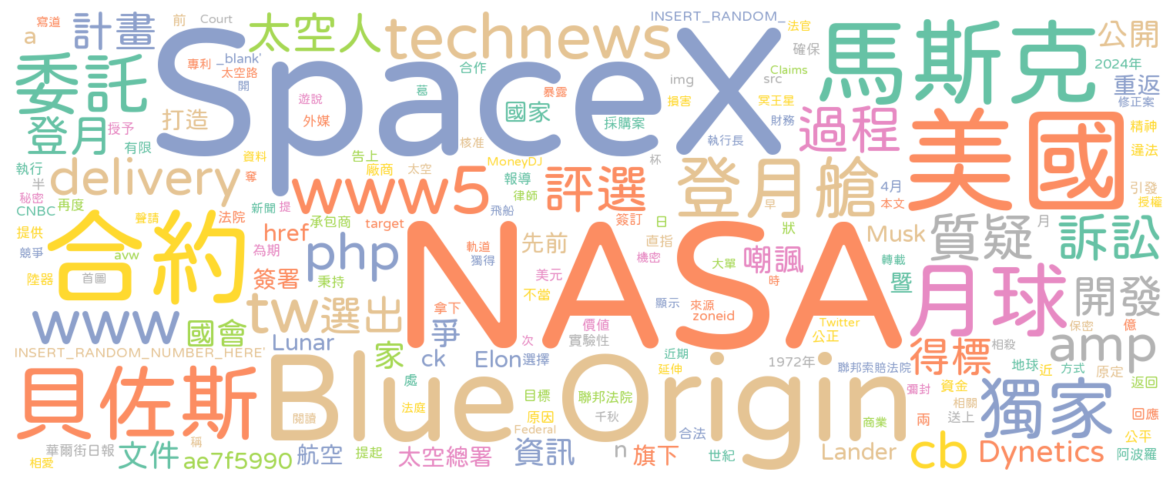 寫道 前 Court 太空人 technews INSERT_RANDOM_ 法官 馬斯克 公開
a 計畫 SpaceX 確保
委託 _blank' 專利 太空路 合作 img src Claims 2024年 重返
閱 遊說 暴露 葛 國家 損害 冥王星 修正案
登月 授予 打造 外媒 採購案 執行長 財務 過程 美國 精神
有限 核准 違法
執行 半 delivery 資料 告上 廠商 太空 MoneyDJ 杯 登月艙 4月 引發
秘密 奪 www5 報導 評選 早 本文 授權
CNBC 再度 聲請 法院 新聞 提 承包商 target 律師 飛船 簽訂 日 狀 Musk 質疑 月 訴訟
提供 合約 href php NASA 先前 直指 嘲諷
競爭 avw 為期 軌道 獨得 機密 大單 轉載 月球
陸器 首圖 簽署 秉持 美元 不當 時 暨 開發
www tw 選出 拿下 顯示 來源 zoneid 保密 億
國會 爭 價值 Twitter
INSERT_RANDOM_NUMBER_HERE' Lunar 次 實驗性 公正 得標 相殺 amp
家 ck Elon 選擇 近期 1972年 聯邦索賠法院 地球 近 方式 原定
貝佐斯 處 Blue Origin 延伸 彌封 資金 獨家 返回
目標 聯邦法院 相關
法庭 閱讀 原因 千秋 商業 兩 送上 回應
Federal 合法 公平
華爾街日報 文件 稱 航空 提起 資訊 n 旗下 世紀 Lander cb Dynetics 阿波羅
相愛 ae7f5990 太空總署